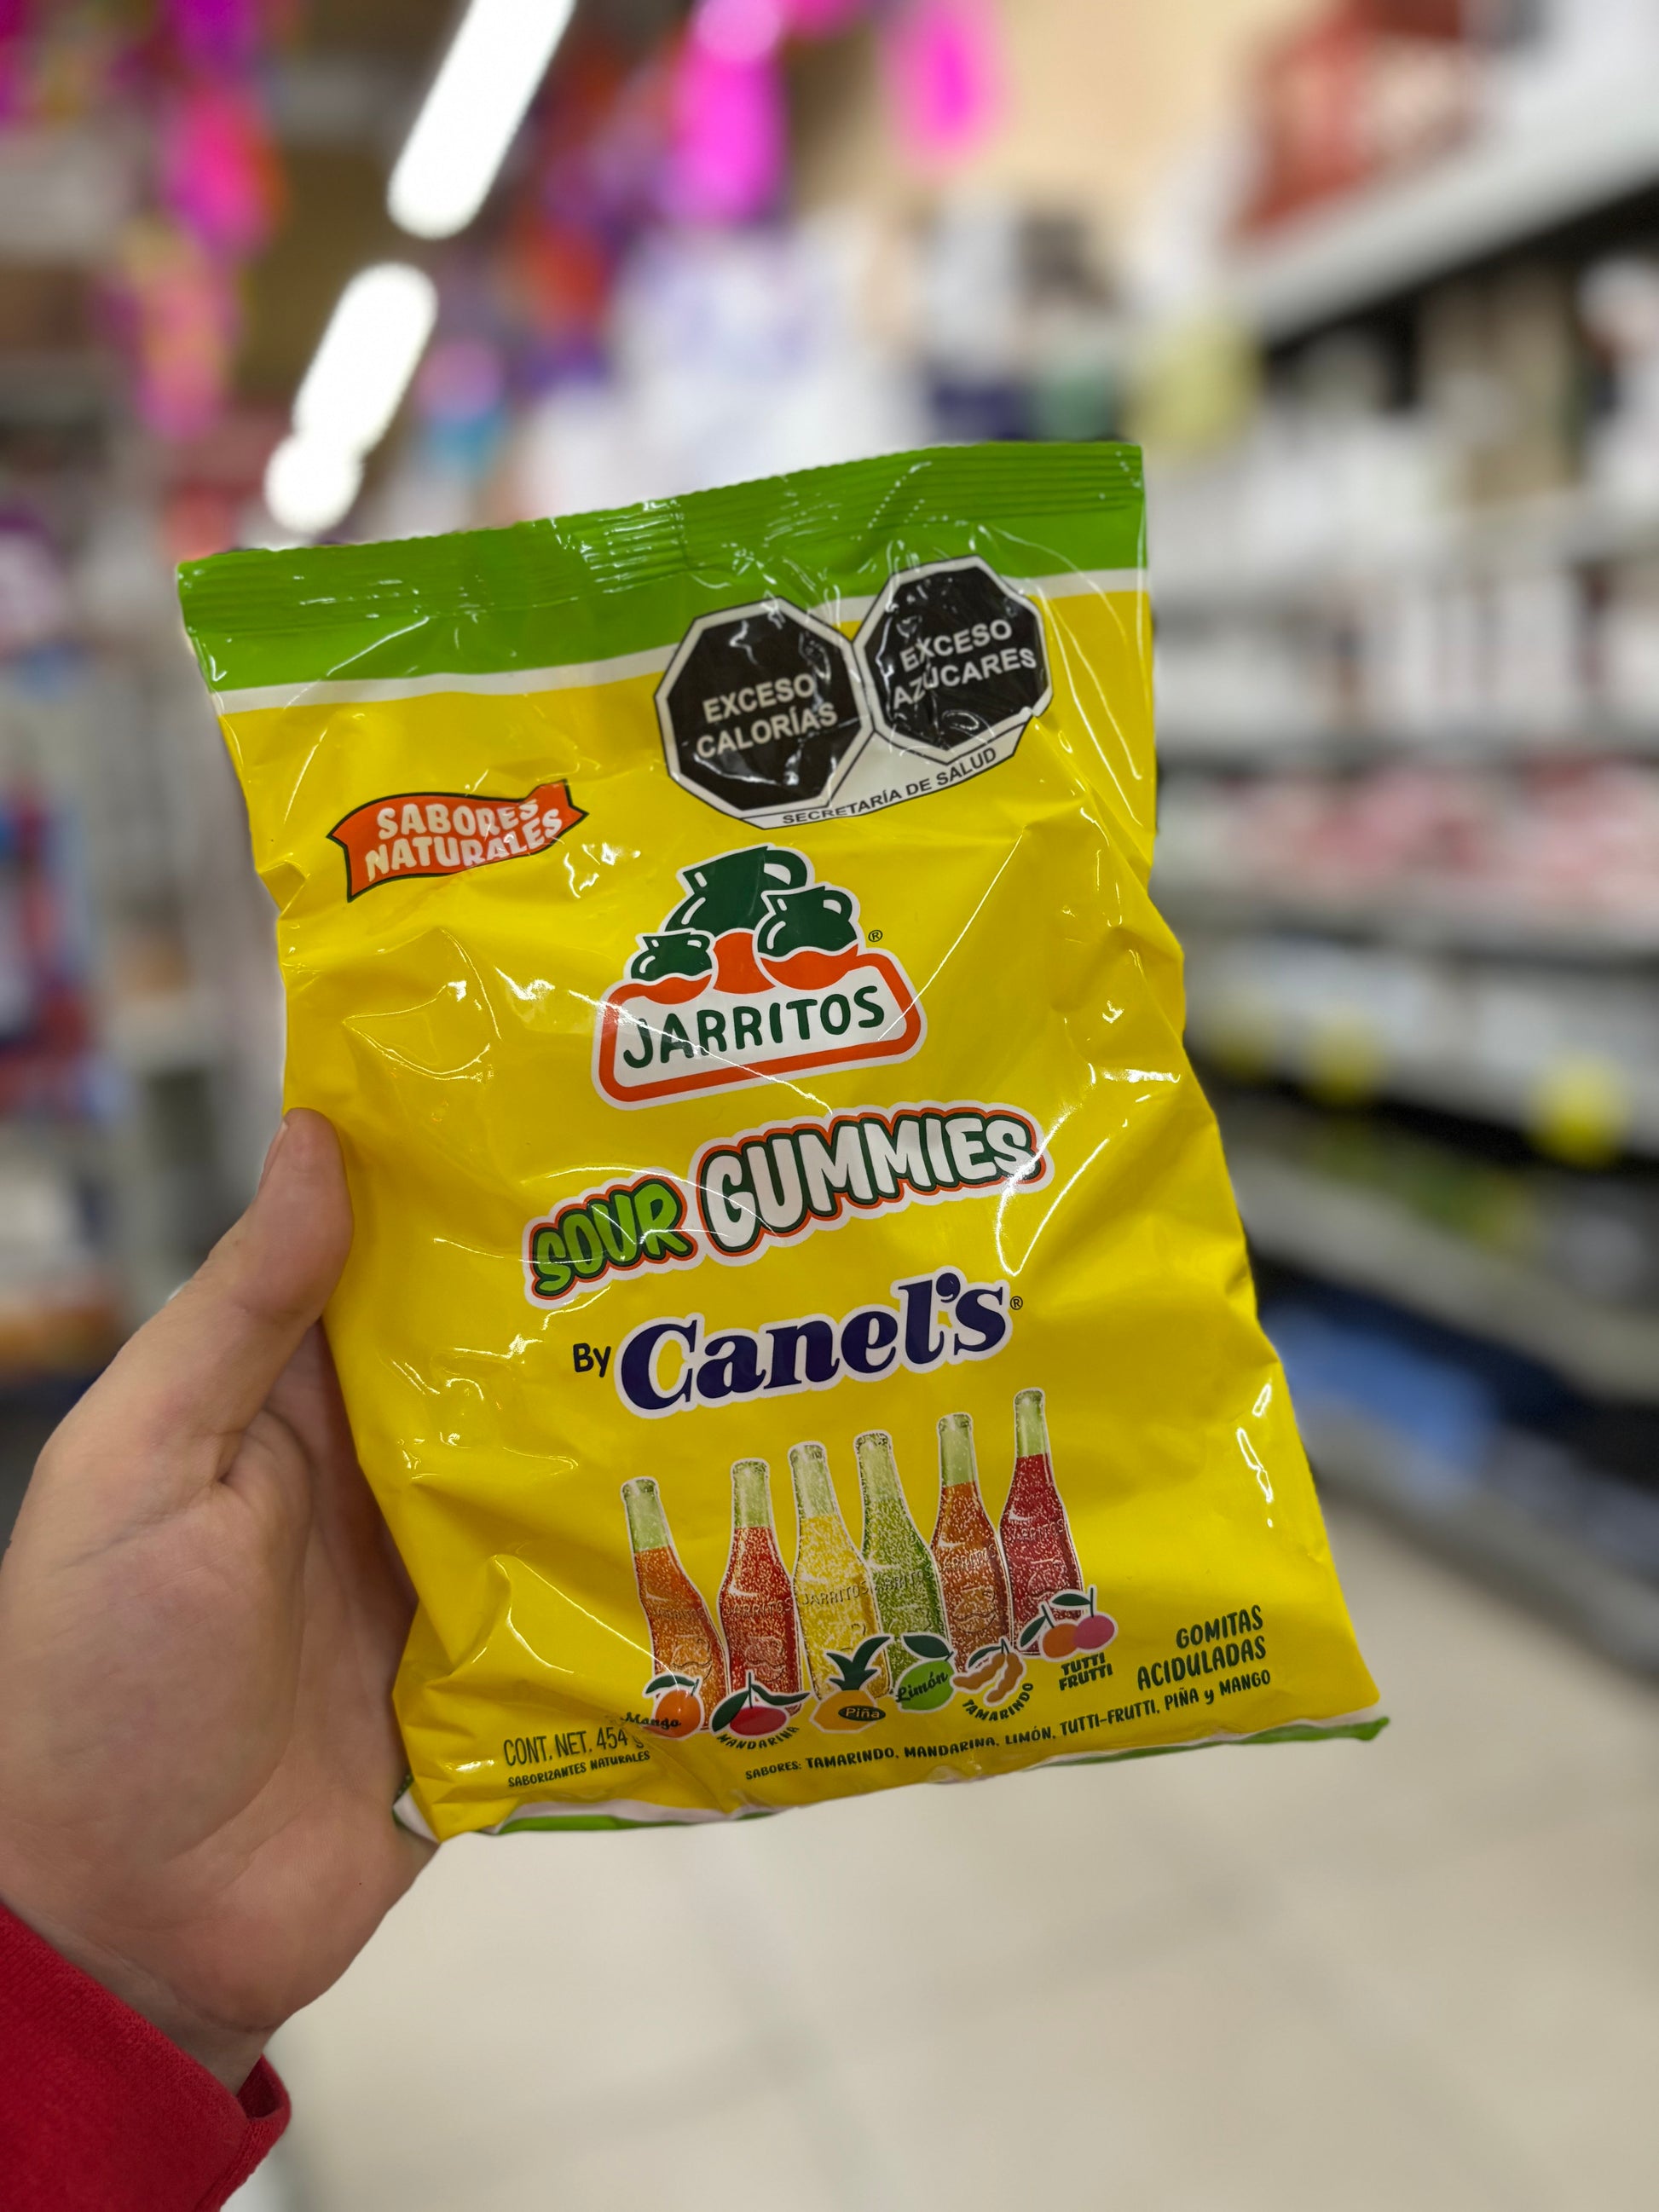 EXCESO
CALORÍAS
EXCESO
AZÚCARES
SECRETARÍA DE SALUD
SABORES
NATURALES
®
JARRITOS
SOUR GUMMIES
By Canel's®
JARRITOS
Mango
MANDARINA
Piña
Limón
TAMARINDO
TUTTI
FRUTTI
GOMITAS
ACIDULADAS
CONT. NET. 454 g
SABORIZANTES NATURALES
SABORES: TAMARINDO, MANDARINA, LIMÓN, TUTTI-FRUTTI, PIÑA y MANGO